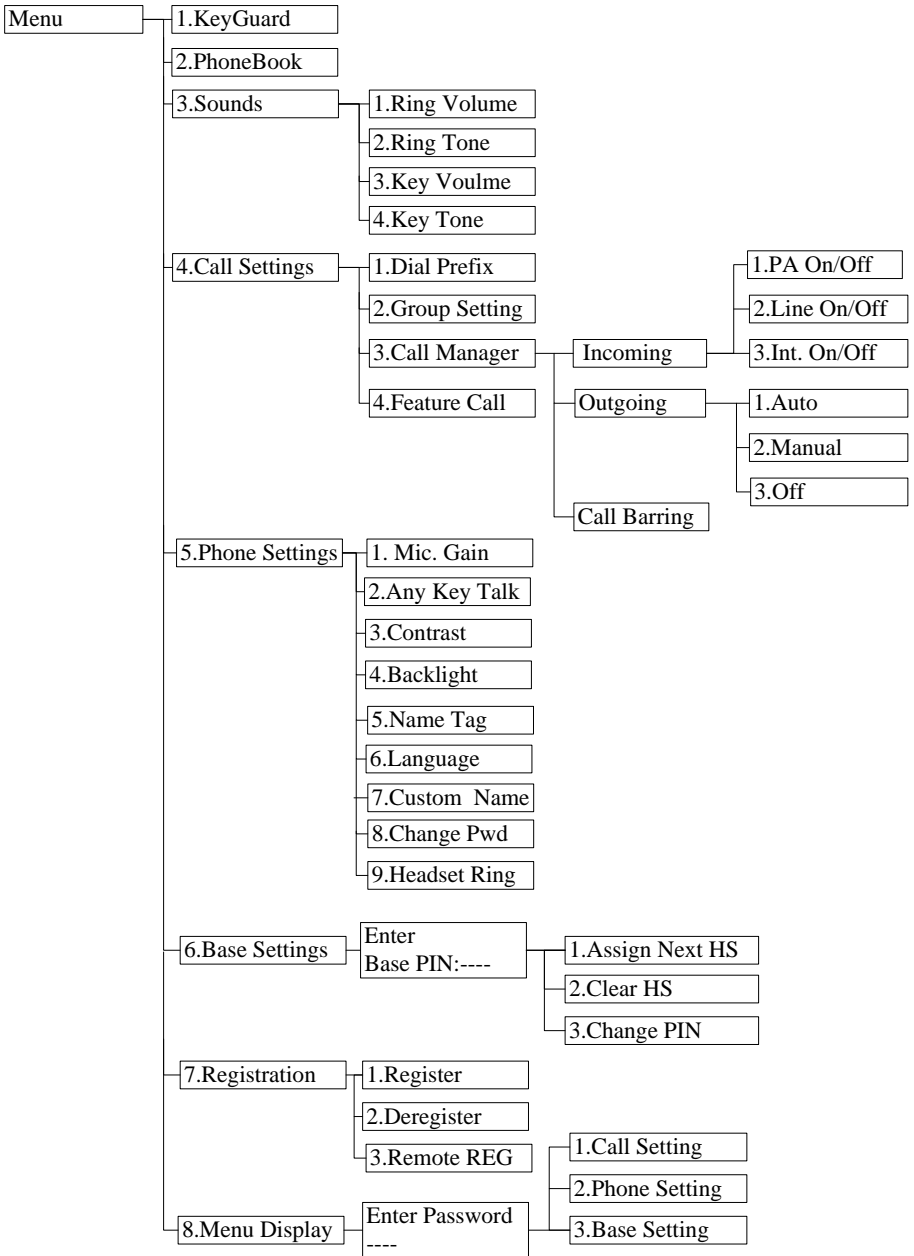 Menu
1.KeyGuard
2.PhoneBook
3.Sounds
1.Ring Volume
2.Ring Tone
3.Key Voulme
4.Key Tone
4.Call Settings
1.Dial Prefix
2.Group Setting
3.Call Manager
Incoming
1.PA On/Off
2.Line On/Off
3.Int. On/Off
Outgoing
1.Auto
2.Manual
3.Off
Call Barring
4.Feature Call
5.Phone Settings
1. Mic. Gain
2.Any Key Talk
3.Contrast
4.Backlight
5.Name Tag
6.Language
7.Custom Name
8.Change Pwd
9.Headset Ring
6.Base Settings
Enter
Base PIN:----
1.Assign Next HS
2.Clear HS
3.Change PIN
7.Registration
1.Register
2.Deregister
3.Remote REG
8.Menu Display
Enter Password
----
1.Call Setting
2.Phone Setting
3.Base Setting